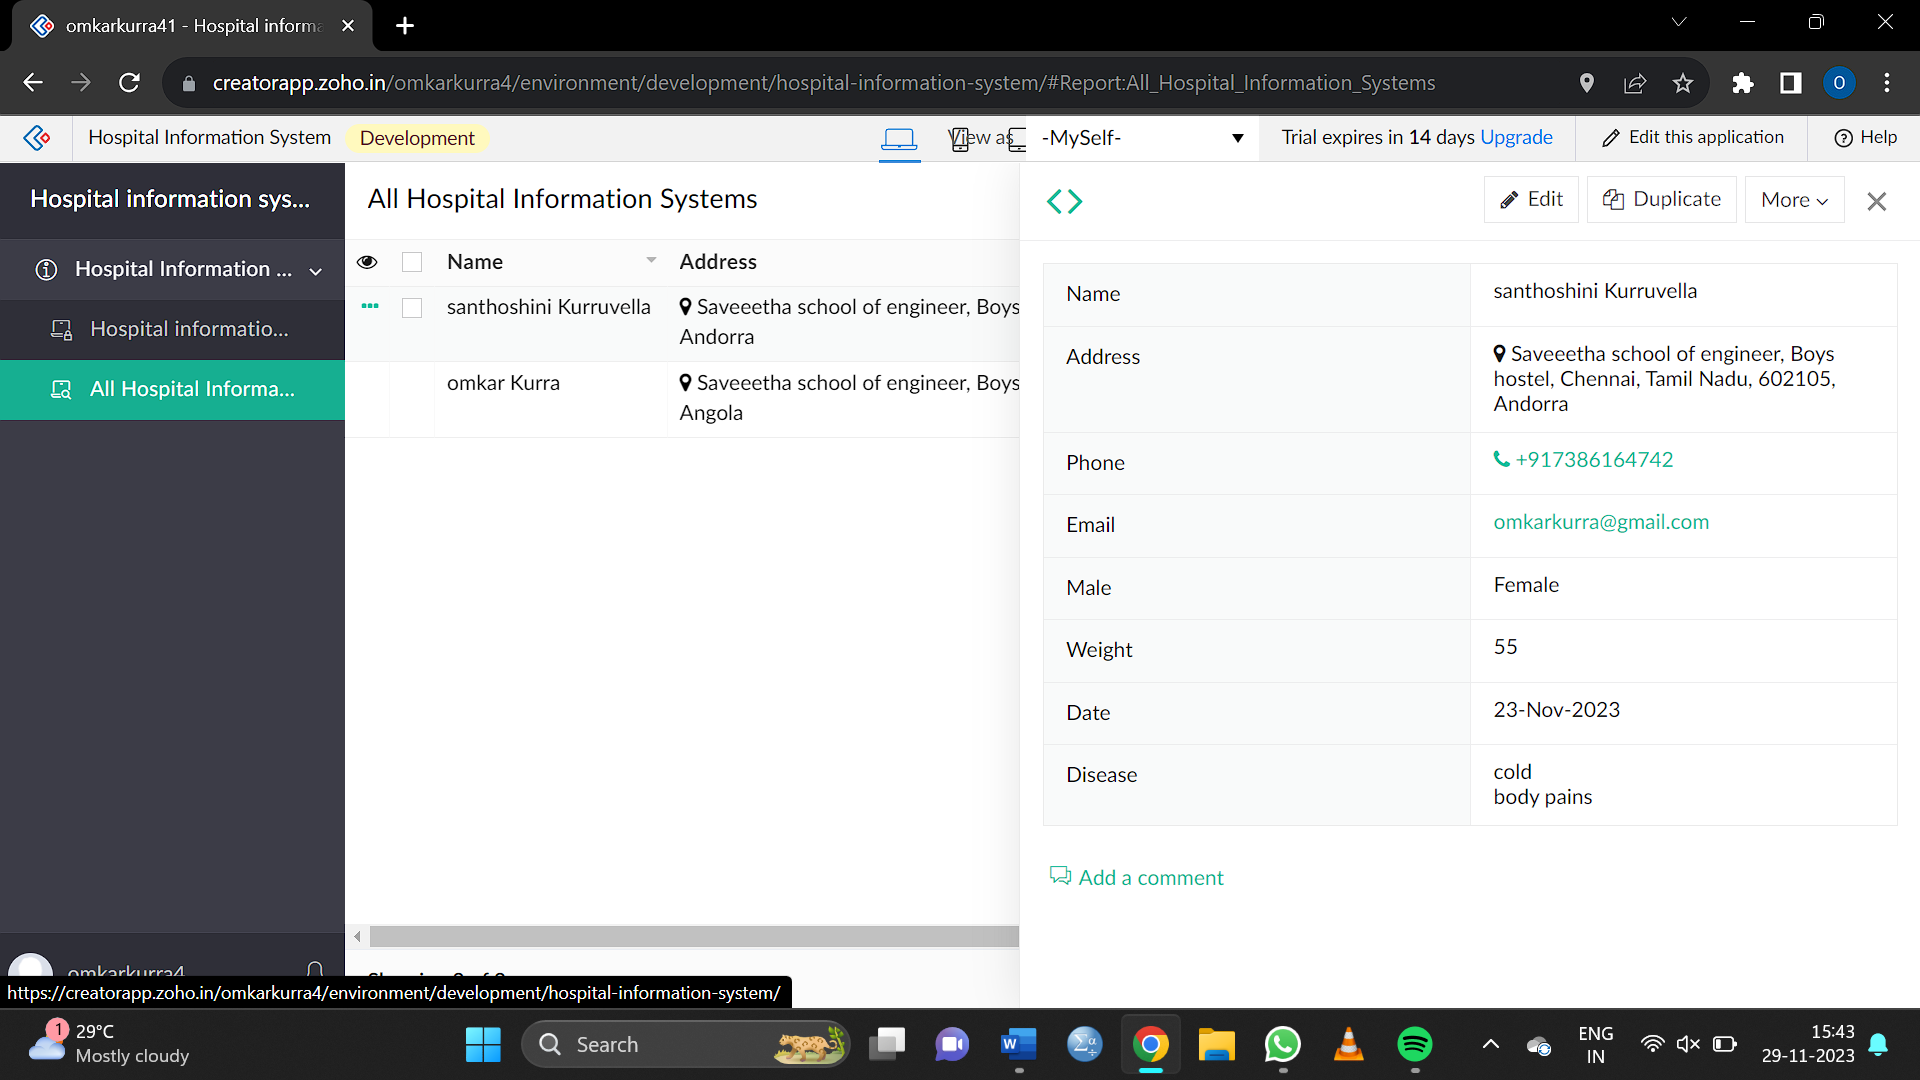 omkarkurra41 - Hospital informa
creatorapp.zoho.in/omkarkurra4/environment/development/hospital-information-system/#Report:All_Hospital_Information_Systems
O
Hospital Information System
Development
View as
-MySelf-
Trial expires in 14 days Upgrade
Edit this application
Help
Hospital information sys...
Hospital Information ...
Hospital informatio...
All Hospital Informa...
omkarkurra4
All Hospital Information Systems
Name Address
santhoshini Kurruvella Saveeetha school of engineer, Boys
Andorra
omkar Kurra Saveeetha school of engineer, Boys
Angola
Edit
Duplicate
More
Name santhoshini Kurruvella
Address Saveeetha school of engineer, Boys
hostel, Chennai, Tamil Nadu, 602105,
Andorra
Phone +917386164742
Email omkarkurra@gmail.com
Male Female
Weight 55
Date 23-Nov-2023
Disease cold
body pains
Add a comment
https://creatorapp.zoho.in/omkarkurra4/environment/development/hospital-information-system/
1
29°C
Mostly cloudy
Search
W
ENG
IN
15:43
29-11-2023